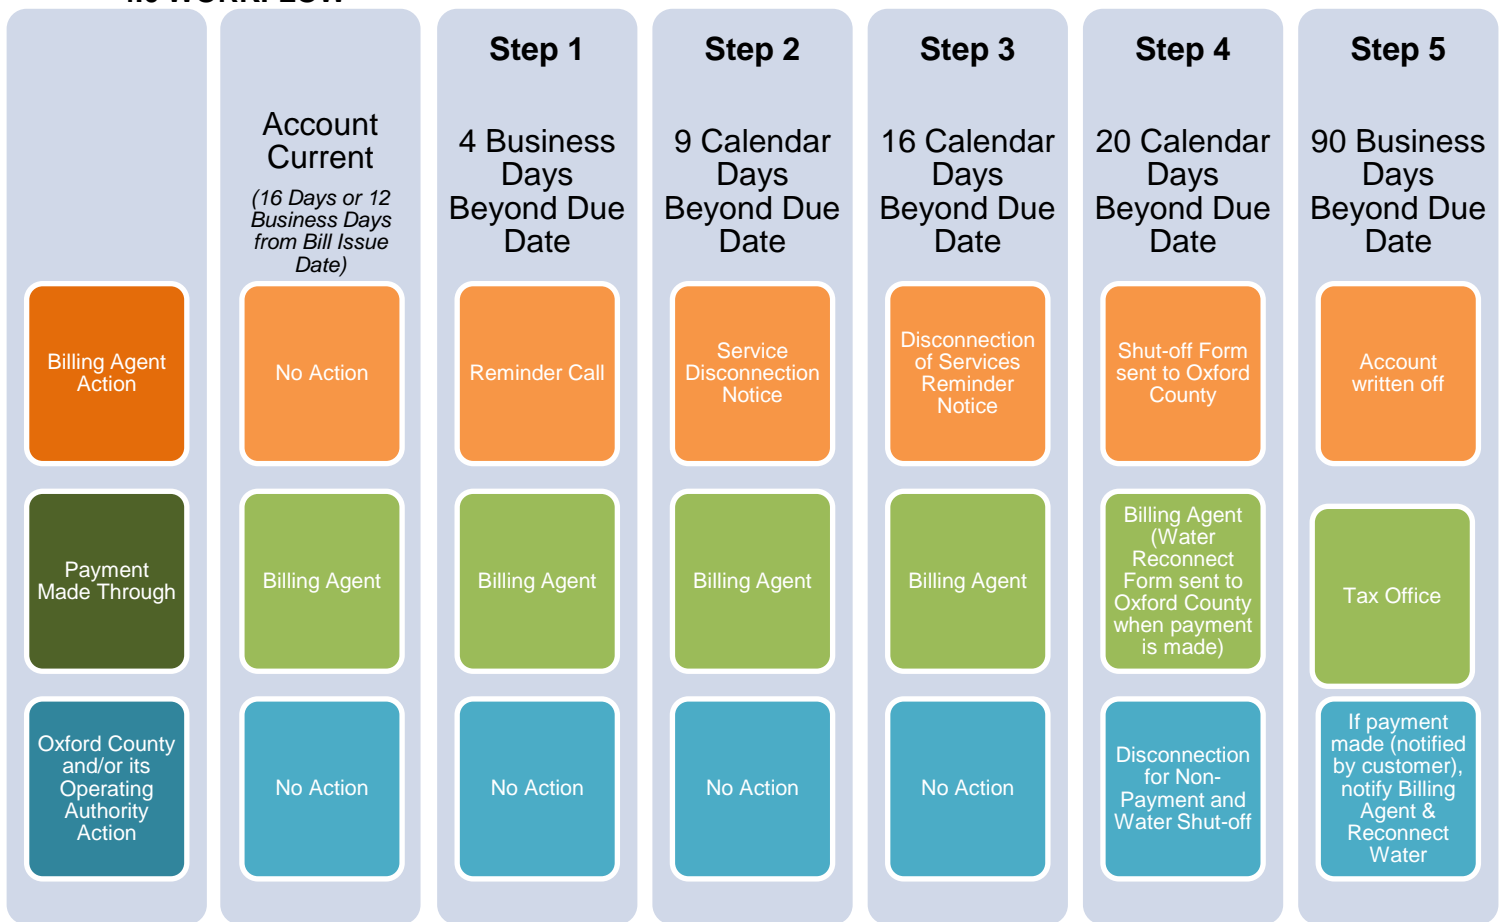 Step 1
Step 2
Step 3
Step 4
Step 5
Account
Current
(16 Days or 12
Business Days
from Bill Issue
Date)
4 Business
Days
Beyond Due
Date
9 Calendar
Days
Beyond Due
Date
16 Calendar
Days
Beyond Due
Date
20 Calendar
Days
Beyond Due
Date
90 Business
Days
Beyond Due
Date
Billing Agent
Action
No Action
Reminder Call
Service
Disconnection
Notice
Disconnection
of Services
Reminder
Notice
Shut-off Form
sent to Oxford
County
Account
written off
Payment
Made Through
Billing Agent
Billing Agent
Billing Agent
Billing Agent
Billing Agent
(Water
Reconnect
Form sent to
Oxford County
when payment
is made)
Tax Office
Oxford County
and/or its
Operating
Authority
Action
No Action
No Action
No Action
No Action
Disconnection
for Non-
Payment and
Water Shut-off
If payment
made (notified
by customer),
notify Billing
Agent &
Reconnect
Water